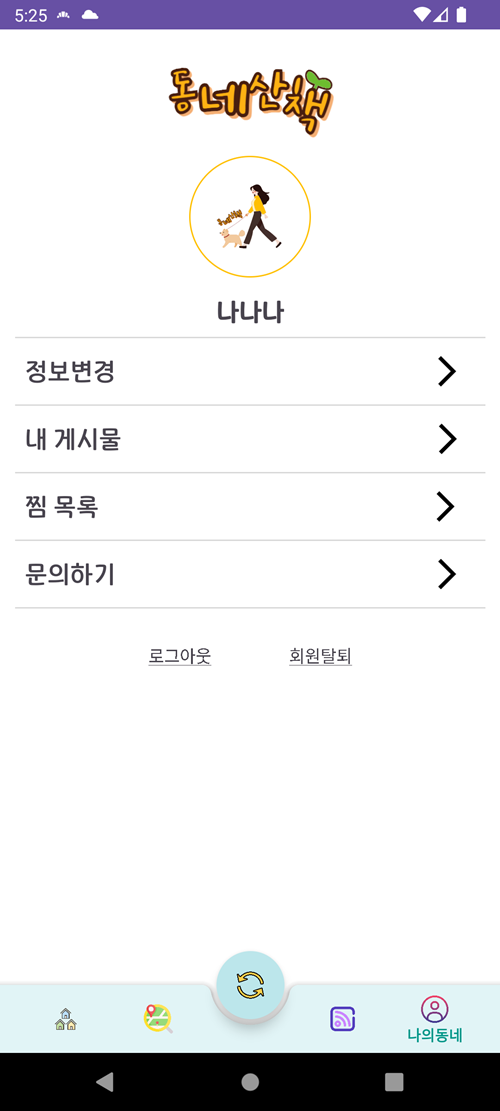 5:25
동네산책
나나나
정보변경
내 게시물
찜 목록
문의하기
로그아웃 회원탈퇴
나의동네